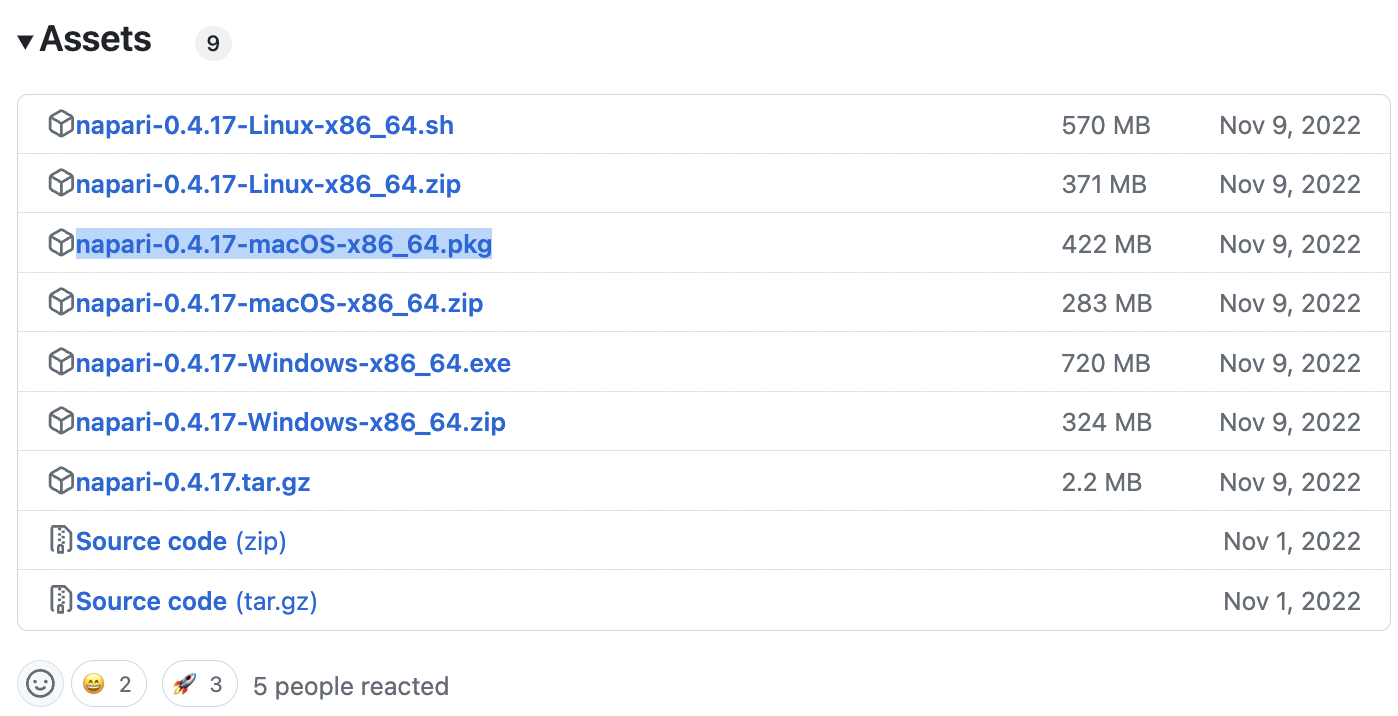 Assets 9
napari-0.4.17-Linux-x86_64.sh 570 MB Nov 9, 2022
napari-0.4.17-Linux-x86_64.zip 371 MB Nov 9, 2022
napari-0.4.17-macOS-x86_64.pkg 422 MB Nov 9, 2022
napari-0.4.17-macOS-x86_64.zip 283 MB Nov 9, 2022
napari-0.4.17-Windows-x86_64.exe 720 MB Nov 9, 2022
napari-0.4.17-Windows-x86_64.zip 324 MB Nov 9, 2022
napari-0.4.17.tar.gz 2.2 MB Nov 9, 2022
Source code (zip) Nov 1, 2022
Source code (tar.gz) Nov 1, 2022
2 3 5 people reacted